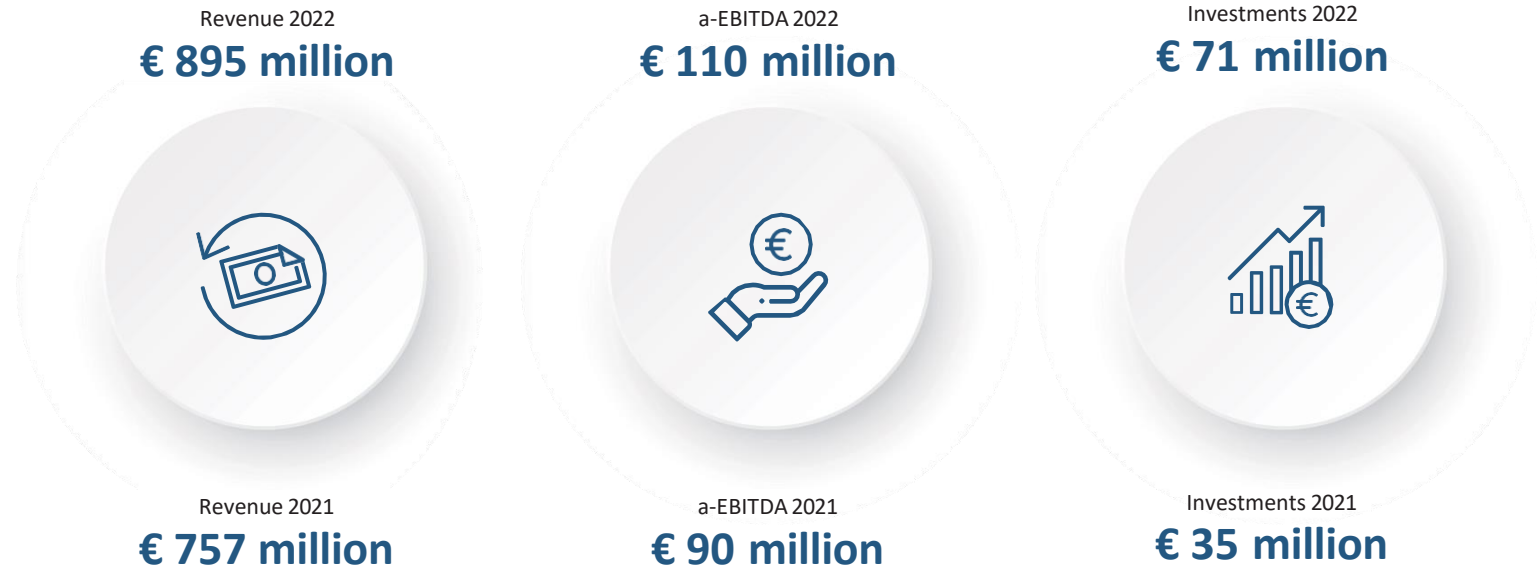 Revenue 2022
€ 895 million
a-EBITDA 2022
€ 110 million
Investments 2022
€ 71 million
€
€
Revenue 2021
€ 757 million
a-EBITDA 2021
€ 90 million
Investments 2021
€ 35 million